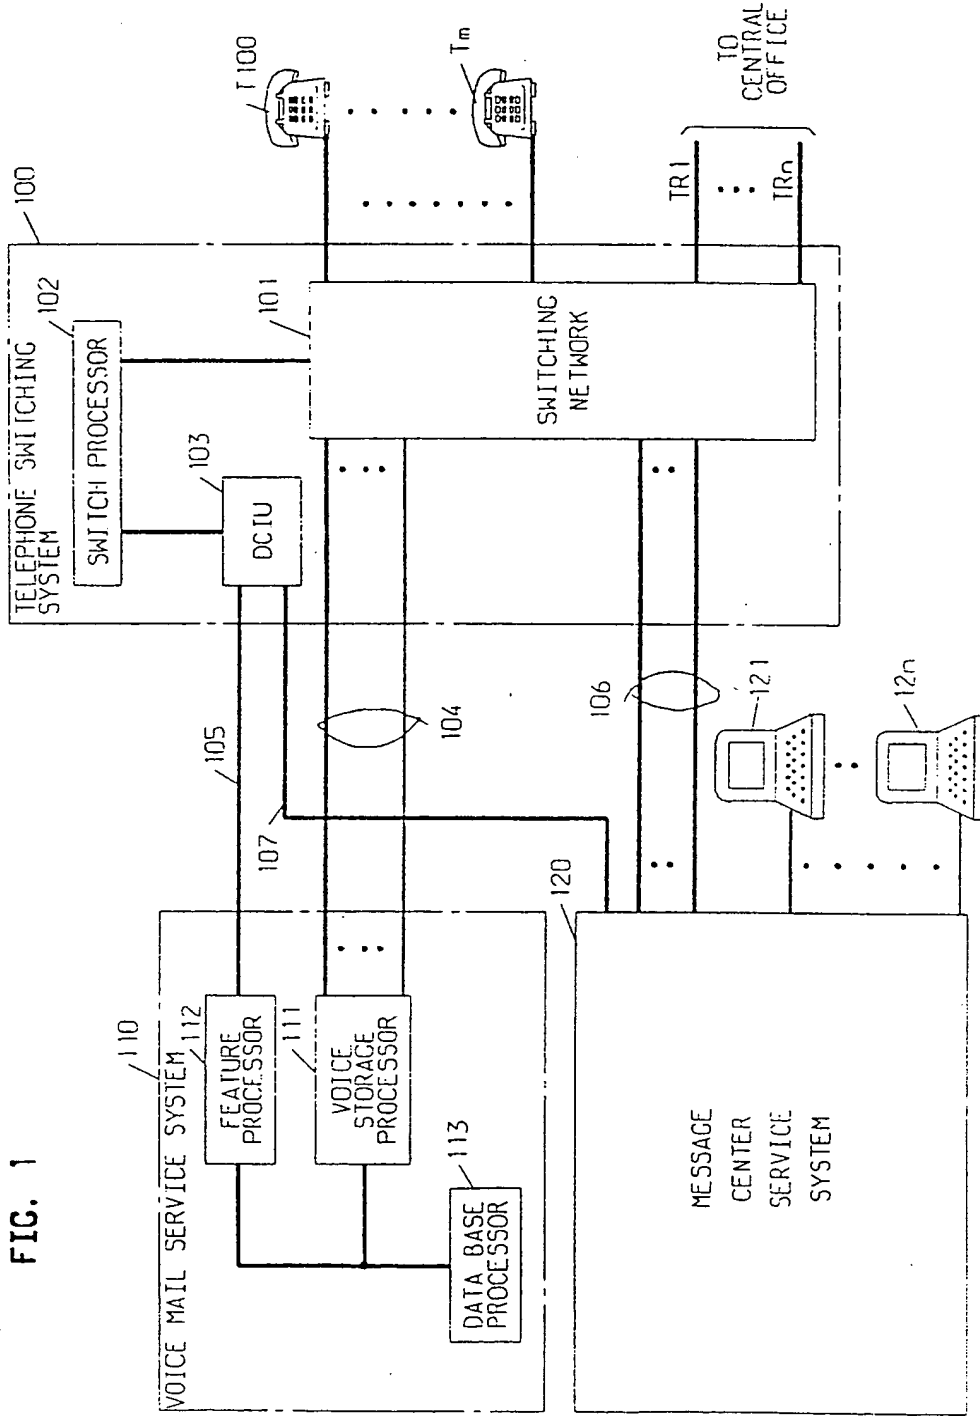 FIG. 1
TELEPHONE SWITCHING
SYSTEM
100
SWITCH PROCESSOR
102
DCIU
103
101
SWITCHING
NETWORK
T100
Tm
TR1
TRn
TO
CENTRAL
OFFICE
105
107
104
106
VOICE MAIL SERVICE SYSTEM
110
FEATURE
PROCESSOR
112
VOICE
STORAGE
PROCESSOR
111
DATA BASE
PROCESSOR
113
120
MESSAGE
CENTER
SERVICE
SYSTEM
121
12n